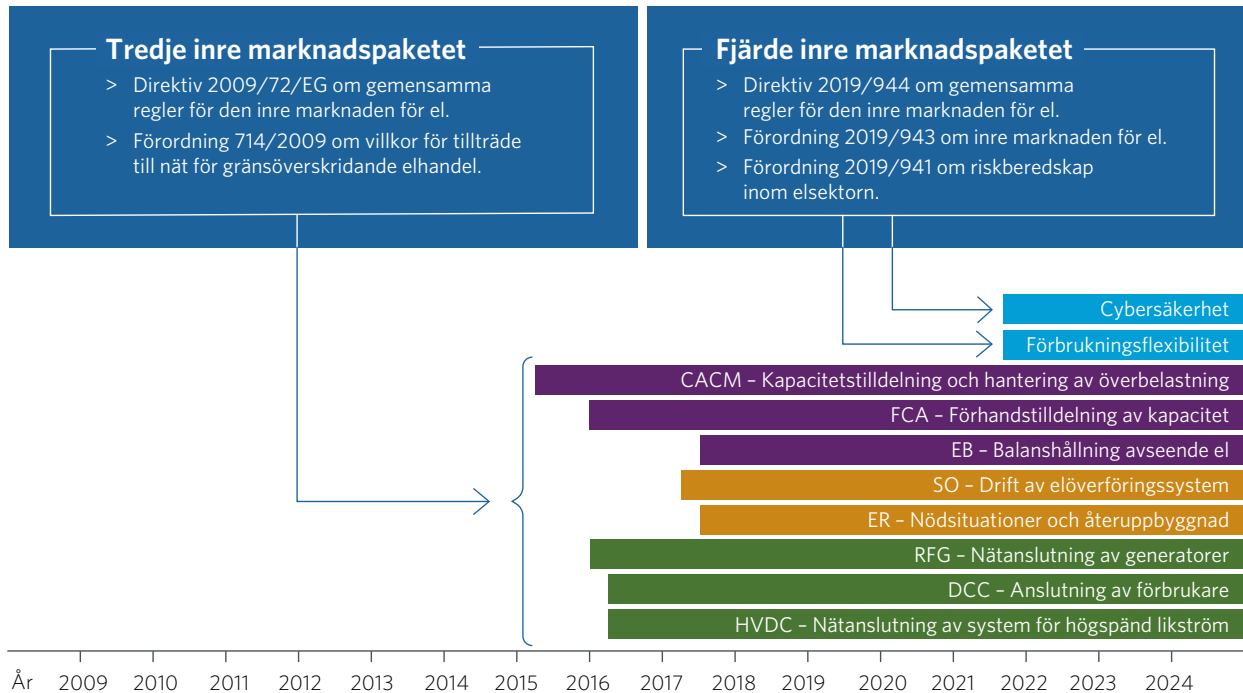 Tredje inre marknadspaketet
> Direktiv 2009/72/EG om gemensamma
regler för den inre marknaden för el.
> Förordning 714/2009 om villkor för tillträde
till nät för gränsöverskridande elhandel.
Fjärde inre marknadspaketet
> Direktiv 2019/944 om gemensamma
regler för den inre marknaden för el.
> Förordning 2019/943 om inre marknaden för el.
> Förordning 2019/941 om riskberedskap
inom elsektorn.
Cybersäkerhet
Förbrukningsflexibilitet
CACM – Kapacitetstilldelning och hantering av överbelastning
FCA – Förhandstilldelning av kapacitet
EB – Balanshållning avseende el
SO – Drift av elöverföringssystem
ER – Nödsituationer och återuppbyggnad
RFG – Nätanslutning av generatorer
DCC – Anslutning av förbrukare
HVDC – Nätanslutning av system för högspänd likström
År 2009 2010 2011 2012 2013 2014 2015 2016 2017 2018 2019 2020 2021 2022 2023 2024